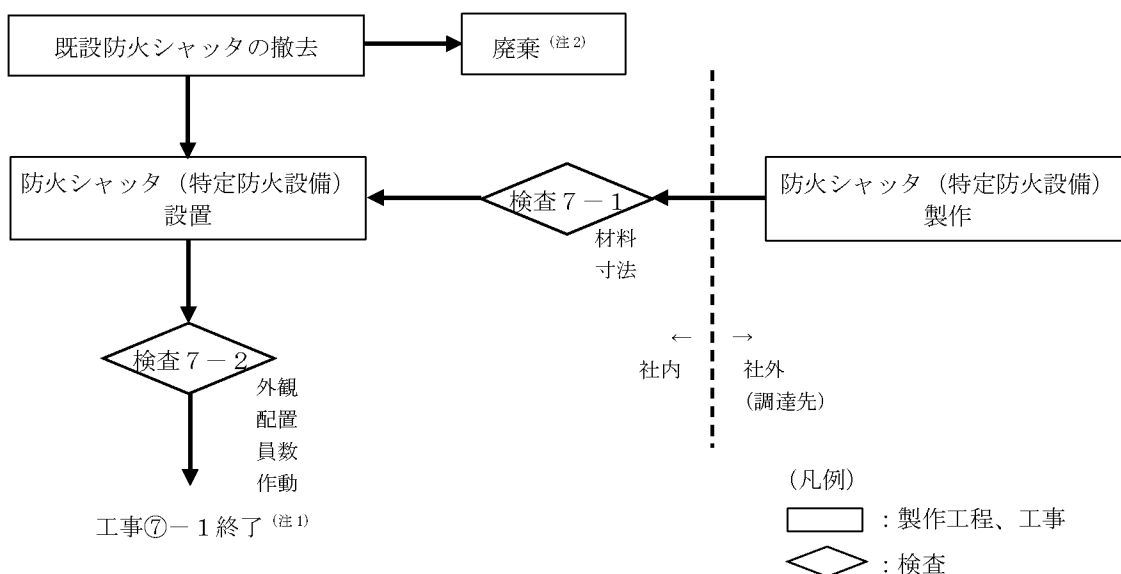 既設防火シャッタの撤去
廃棄 (注2)
防火シャッタ(特定防火設備)
設置
検査7-1
材料
寸法
防火シャッタ(特定防火設備)
製作
検査7-2
外観
配置
員数
作動
← →
社内 社外
(調達先)
工事⑦-1終了 (注1)
(凡例)
:製作工程、工事
:検査